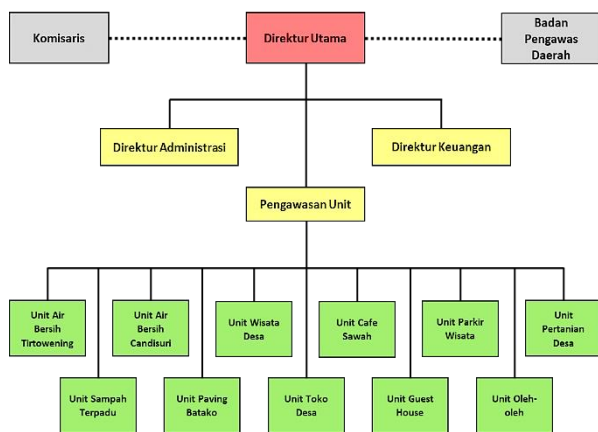 Komisaris
Direktur Utama
Badan
Pengawas
Daerah
Direktur Administrasi
Direktur Keuangan
Pengawasan Unit
Unit Air
Bersih
Tirtowening
Unit Air
Bersih
Candisuri
Unit Wisata
Desa
Unit Cafe
Sawah
Unit Parkir
Wisata
Unit
Pertanian
Desa
Unit Sampah
Terpadu
Unit Paving
Batako
Unit Toko
Desa
Unit Guest
House
Unit Oleh-
oleh